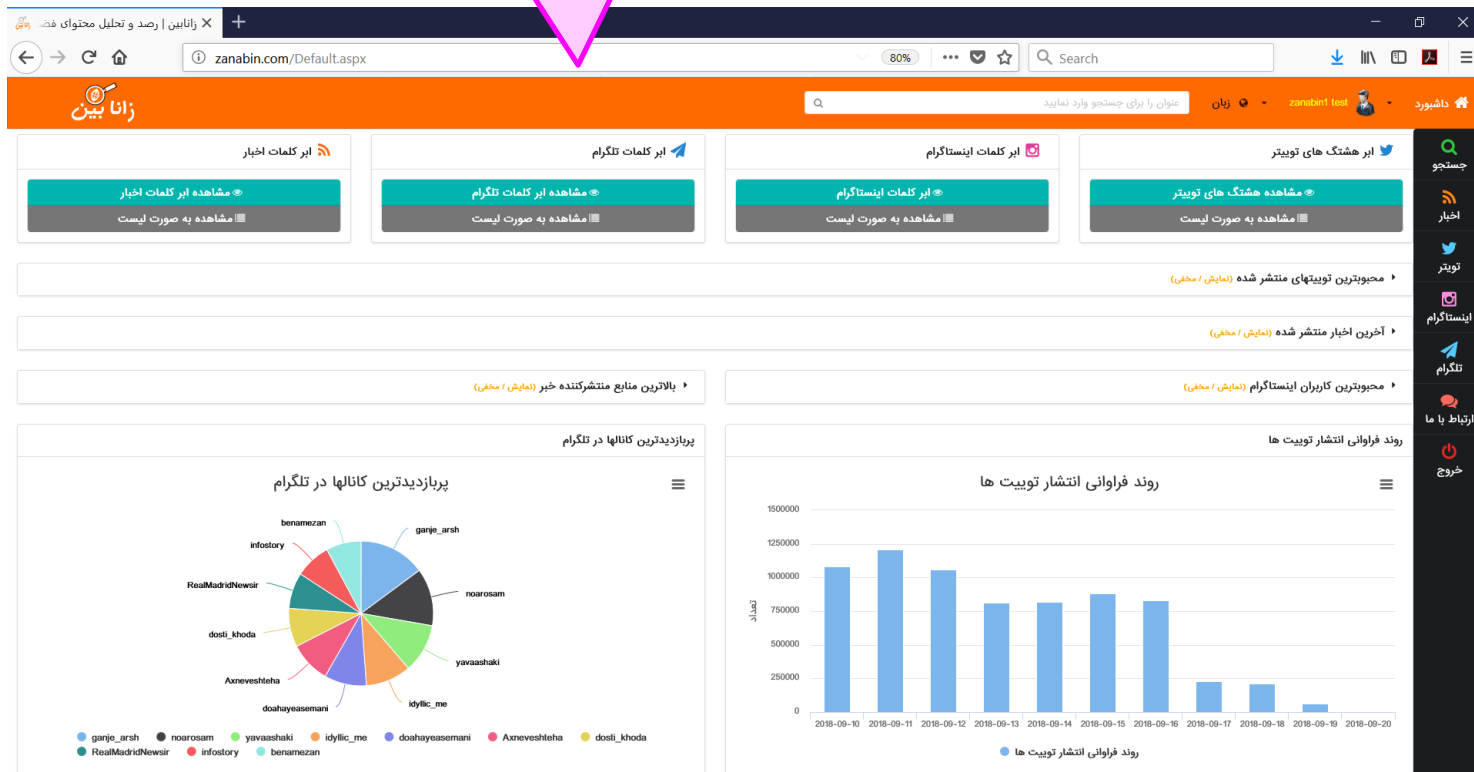 زانابین | رصد و تحلیل محتوای فض
zanabin.com/Default.aspx
80%
Search
زانا بین
عنوان را برای جستجو وارد نمایید
زبان
zanabin1 test
داشبورد
جستجو
اخبار
تویتر
اینستاگرام
تلگرام
ارتباط با ما
خروج
ابر هشتگ های توییتر
مشاهده هشتگ های توییتر
مشاهده به صورت لیست
ابر کلمات اینستاگرام
ابر کلمات اینستاگرام
مشاهده به صورت لیست
ابر کلمات تلگرام
مشاهده ابر کلمات تلگرام
مشاهده به صورت لیست
ابر کلمات اخبار
مشاهده ابر کلمات اخبار
مشاهده به صورت لیست
محبوبترین توییتهای منتشر شده (نمایش / مخفی)
آخرین اخبار منتشر شده (نمایش / مخفی)
محبوبترین کاربران اینستاگرام (نمایش / مخفی)
بالاترین منابع منتشرکننده خبر (نمایش / مخفی)
روند فراوانی انتشار توییت ها
روند فراوانی انتشار توییت ها
1500000
1250000
1000000
750000
500000
250000
0
تعداد
2018-09-10 2018-09-11 2018-09-12 2018-09-13 2018-09-14 2018-09-15 2018-09-16 2018-09-17 2018-09-18 2018-09-19 2018-09-20
روند فراوانی انتشار توییت ها
پربازدیدترین کانالها در تلگرام
پربازدیدترین کانالها در تلگرام
benamezan
ganje_arsh
infostory
RealMadridNewsir
noarosam
dosti_khoda
yavaashaki
Axneveshteha
idyllic_me
doahayeasemani
ganje_arsh noarosam yavaashaki idyllic_me doahayeasemani Axneveshteha dosti_khoda
RealMadridNewsir infostory benamezan